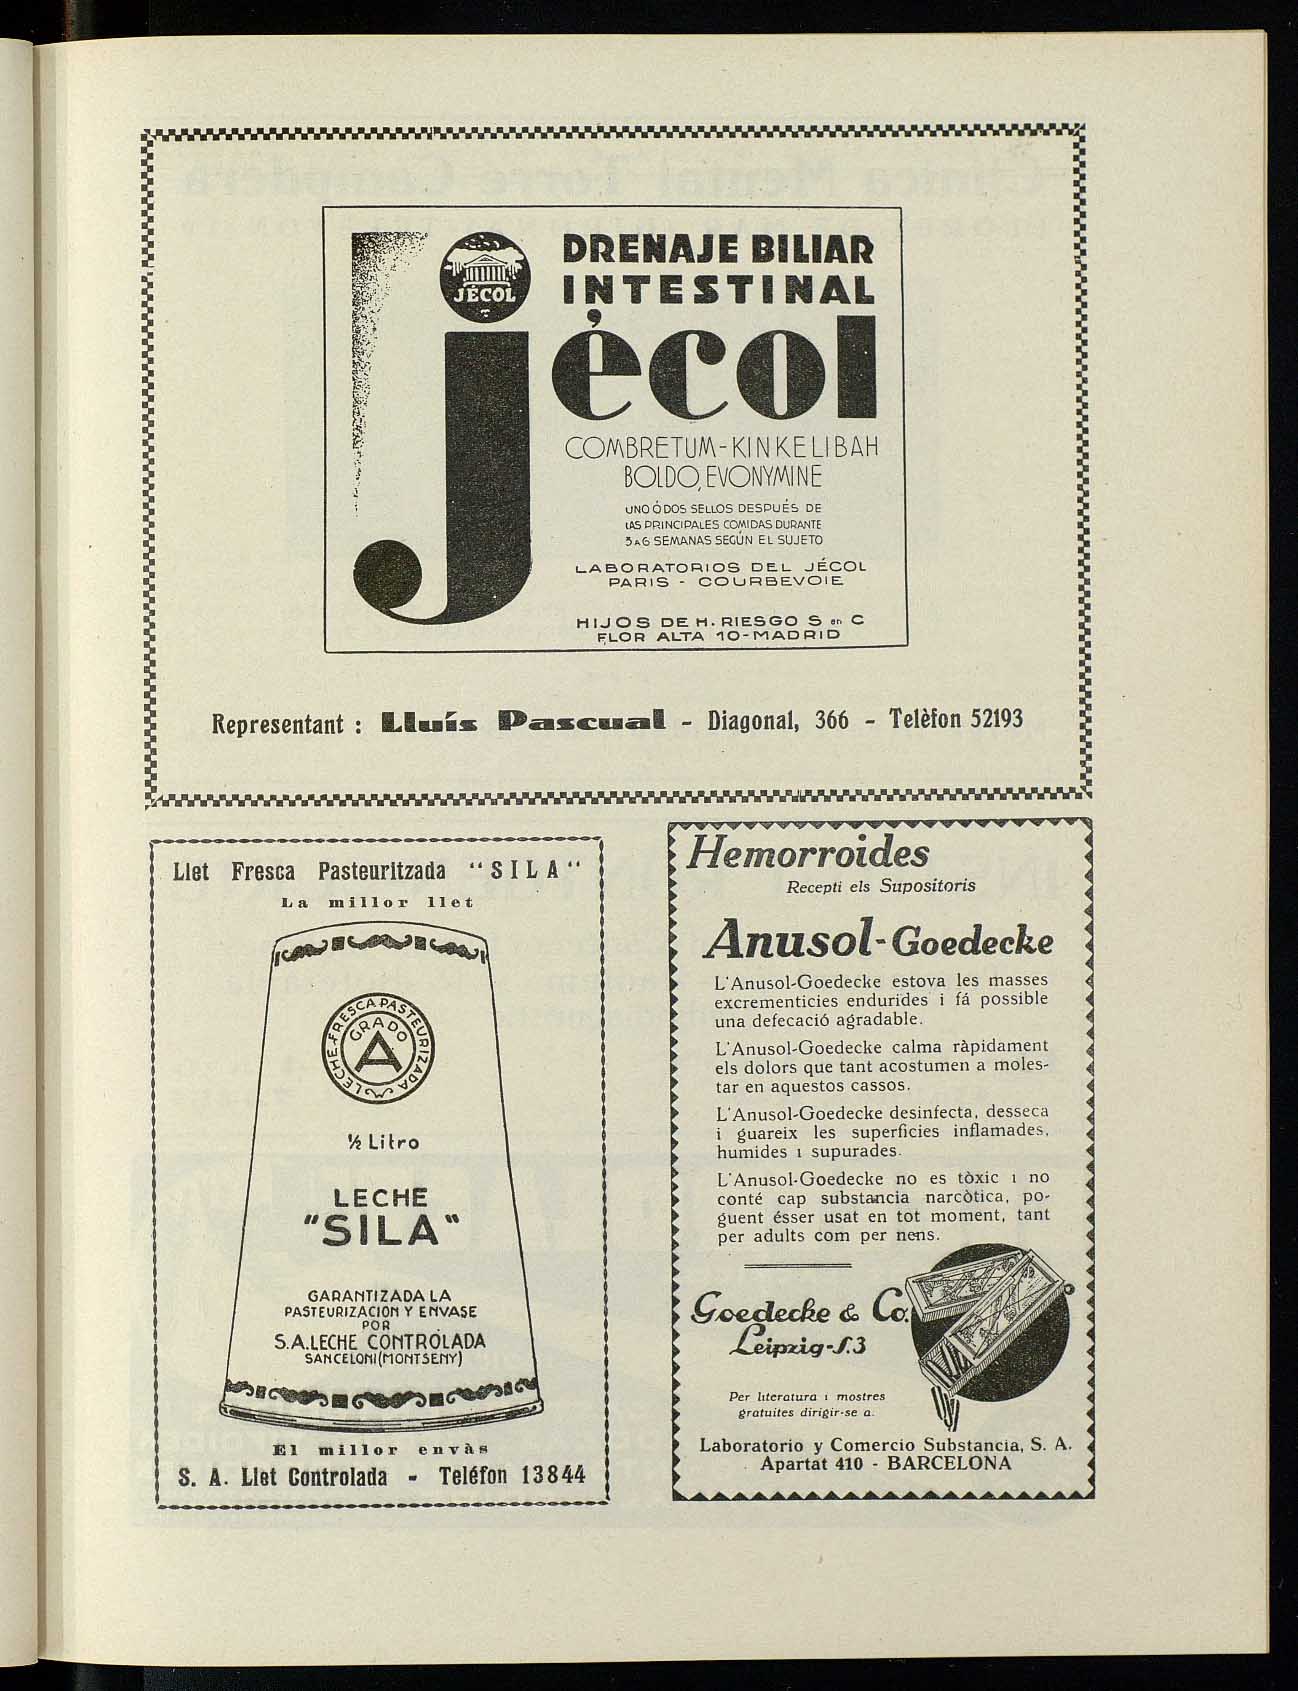 JÉCOL
DRENAJE BILIAR
INTESTINAL
jécol
COMBRETUM-KINKELIBAH
BOLDO, EVONYMINE
UNO Ó DOS SELLOS DESPUÉS DE
LAS PRINCIPALES COMIDAS DURANTE
3 A 6 SEMANAS SEGÚN EL SUJETO
LABORATORIOS DEL JÉCOL
PARIS - COURBEVOIE
HIJOS DE H. RIESGO S en C
FLOR ALTA 10-MADRID
Representant : Lluís Pascual - Diagonal, 366 - Telèfon 52193
Llet Fresca Pasteuritzada "SILA"
La millor llet
LECHE FRESCA PASTEURIZADA
GRADO
A
½ Litro
LECHE
"SILA"
GARANTIZADA LA
PASTEURIZACION Y ENVASE
POR
S.A. LECHE CONTROLADA
SANCELONI (MONTSENY)
El millor envàs
S. A. Llet Controlada - Teléfon 13844
Hemorroides
Recepti els Supositoris
Anusol-Goedecke
L'Anusol-Goedecke estova les masses
excrementicies endurides i fá possible
una defecació agradable.
L'Anusol-Goedecke calma ràpidament
els dolors que tant acostumen a moles-
tar en aquestos cassos.
L'Anusol-Goedecke desinfecta, desseca
i guareix les superficies inflamades,
humides i supurades.
L'Anusol-Goedecke no es tòxic i no
conté cap substancia narcòtica, po-
guent ésser usat en tot moment, tant
per adults com per nens.
Goedecke & Co.
Leipzig-S.3
Per literatura i mostres
gratuites dirigir-se a.
Laboratorio y Comercio Substancia, S. A.
Apartat 410 - BARCELONA